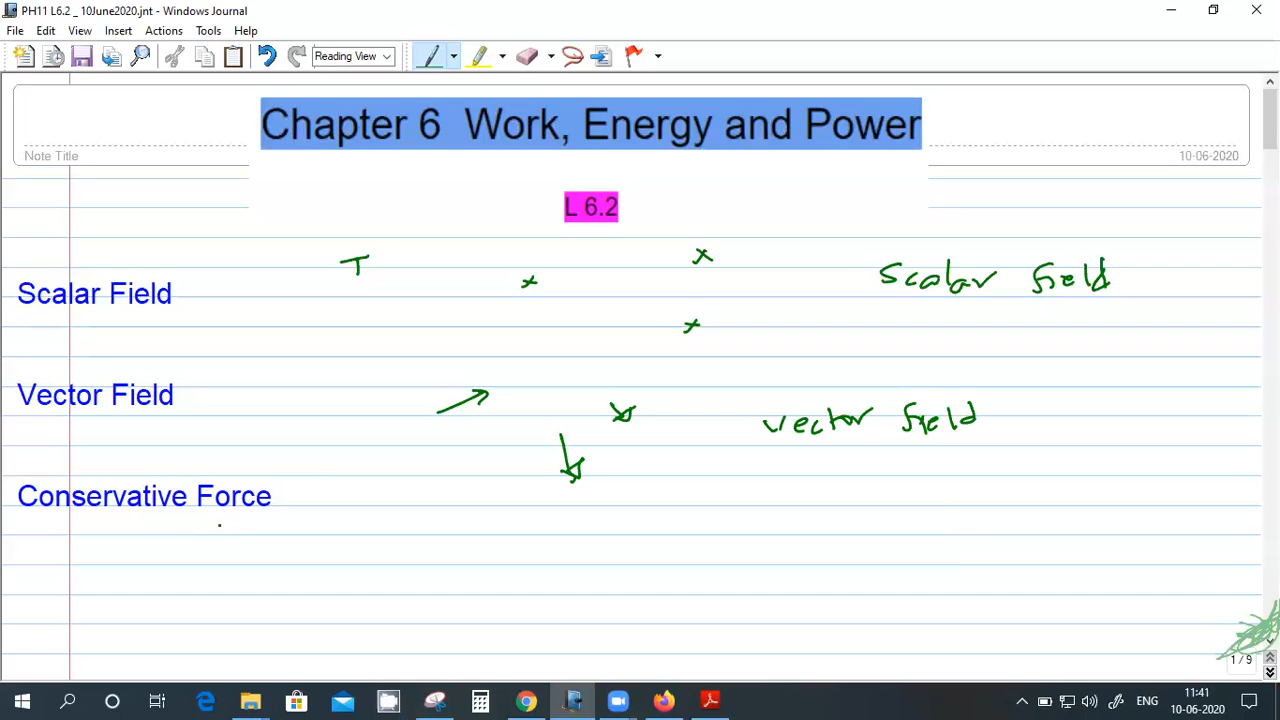 PH11 L6.2 _ 10June2020.jnt - Windows Journal
File Edit View Insert Actions Tools Help
Reading View
Chapter 6 Work, Energy and Power
Note Title
10-06-2020
L 6.2
T
Scalar field
Scalar Field
Vector Field
vector field
Conservative Force
1 / 9
ENG
11:41
10-06-2020